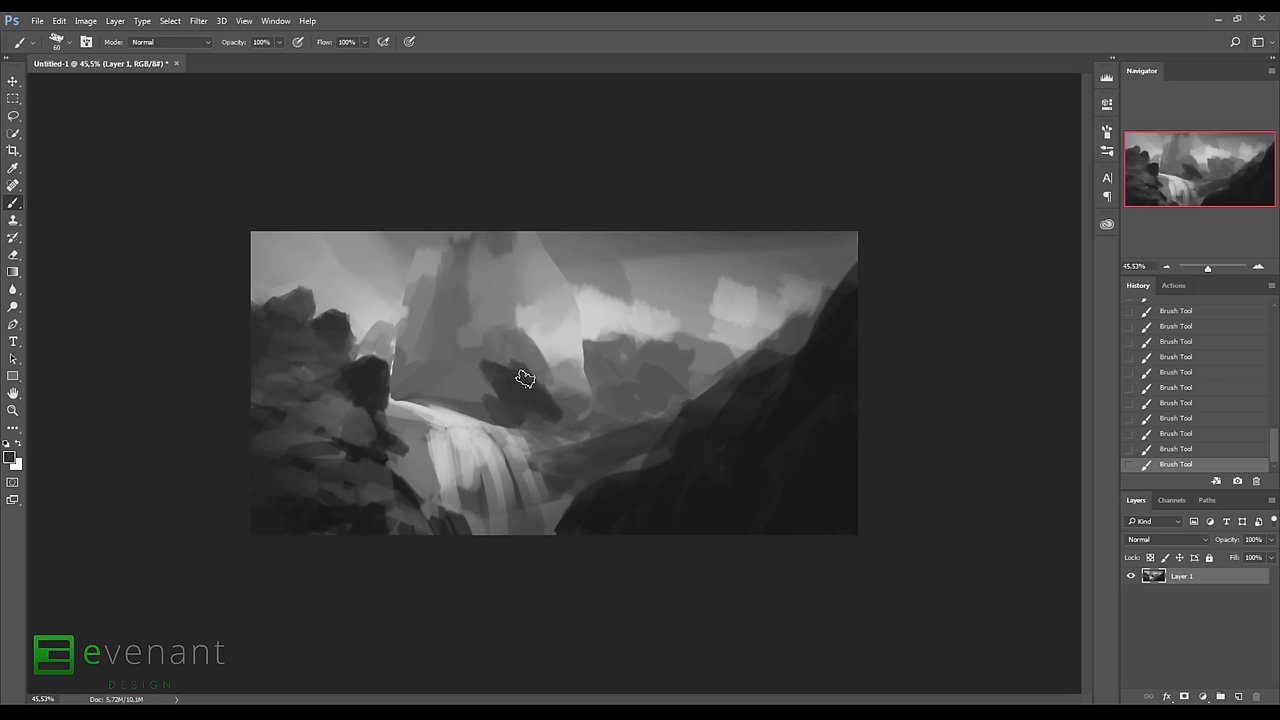 Ps File Edit Image Layer Type Select Filter 3D View Window Help
60 Mode: Normal Opacity: 100% Flow: 100%
Untitled-1 @ 45,5% (Layer 1, RGB/8#) * ×
Navigator
45,53%
History Actions
Brush Tool
Brush Tool
Brush Tool
Brush Tool
Brush Tool
Brush Tool
Brush Tool
Brush Tool
Brush Tool
Brush Tool
Brush Tool
Layers Channels Paths
Kind
Normal Opacity: 100%
Lock: Fill: 100%
Layer 1
evenant
DESIGN
45,53% Doc: 5,72M/10,1M
fx